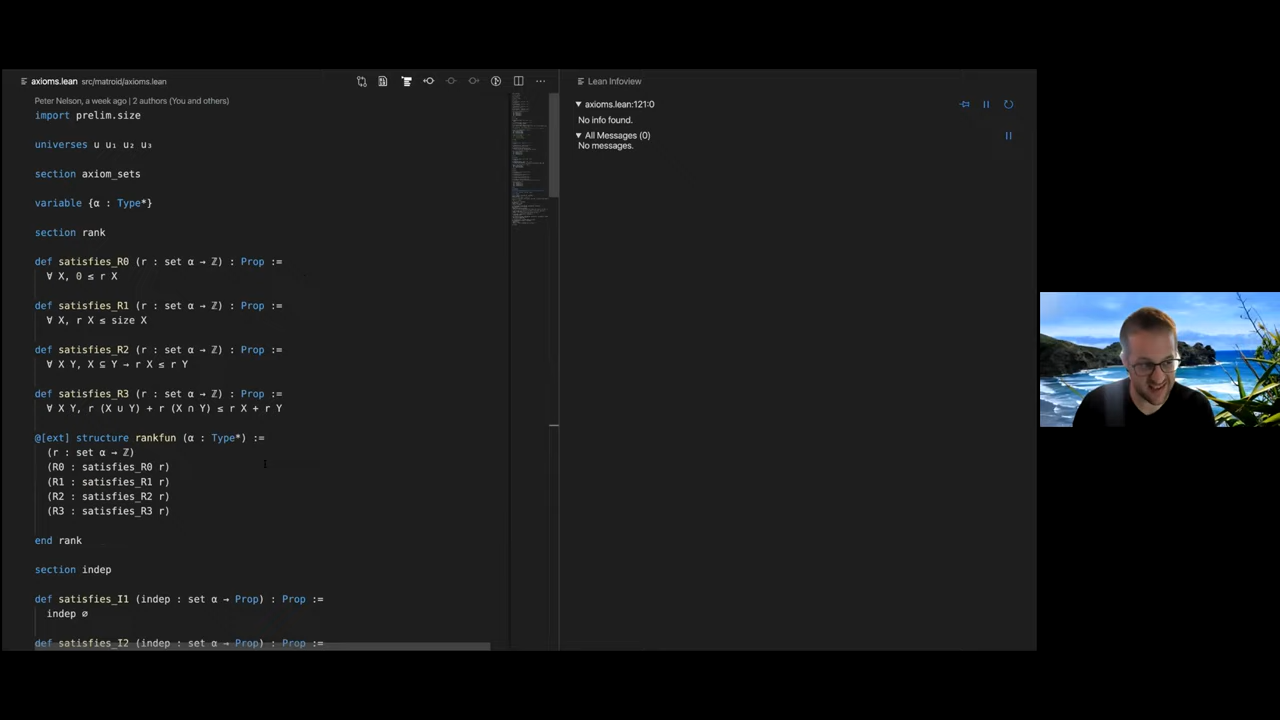 axioms.lean src/matroid/axioms.lean
Peter Nelson, a week ago | 2 authors (You and others)
import prelim.size
universes u u₁ u₂ u₃
section axiom_sets
variable {α : Type*}
section rank
def satisfies_R0 (r : set α → ℤ) : Prop :=
∀ X, 0 ≤ r X
def satisfies_R1 (r : set α → ℤ) : Prop :=
∀ X, r X ≤ size X
def satisfies_R2 (r : set α → ℤ) : Prop :=
∀ X Y, X ⊆ Y → r X ≤ r Y
def satisfies_R3 (r : set α → ℤ) : Prop :=
∀ X Y, r (X ∪ Y) + r (X ∩ Y) ≤ r X + r Y
@[ext] structure rankfun (α : Type*) :=
(r : set α → ℤ)
(R0 : satisfies_R0 r)
(R1 : satisfies_R1 r)
(R2 : satisfies_R2 r)
(R3 : satisfies_R3 r)
end rank
section indep
def satisfies_I1 (indep : set α → Prop) : Prop :=
indep ∅
def satisfies_I2 (indep : set α → Prop) : Prop :=
Lean Infoview
axioms.lean:121:0
No info found.
All Messages (0)
No messages.